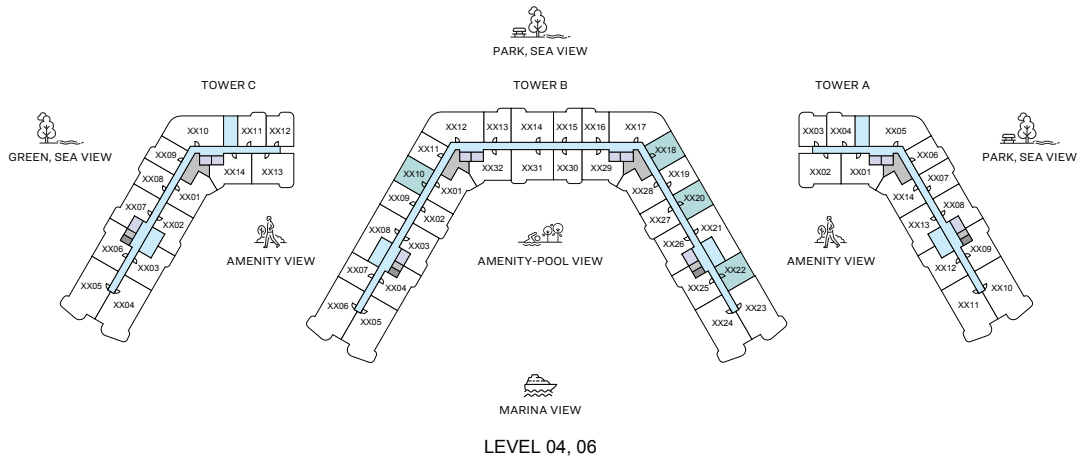 PARK, SEA VIEW
TOWER C
TOWER B
TOWER A
GREEN, SEA VIEW
PARK, SEA VIEW
XX10
XX11
XX12
XX09
XX08
XX07
XX06
XX05
XX04
XX03
XX02
XX01
XX14
XX13
AMENITY VIEW
XX12
XX13
XX14
XX15
XX16
XX17
XX11
XX10
XX09
XX08
XX07
XX06
XX05
XX04
XX03
XX02
XX01
XX32
XX31
XX30
XX29
XX28
XX27
XX26
XX25
XX24
XX23
XX22
XX21
XX20
XX19
XX18
AMENITY-POOL VIEW
XX03
XX04
XX05
XX02
XX01
XX06
XX07
XX08
XX09
XX10
XX11
XX12
XX13
XX14
AMENITY VIEW
MARINA VIEW
LEVEL 04, 06